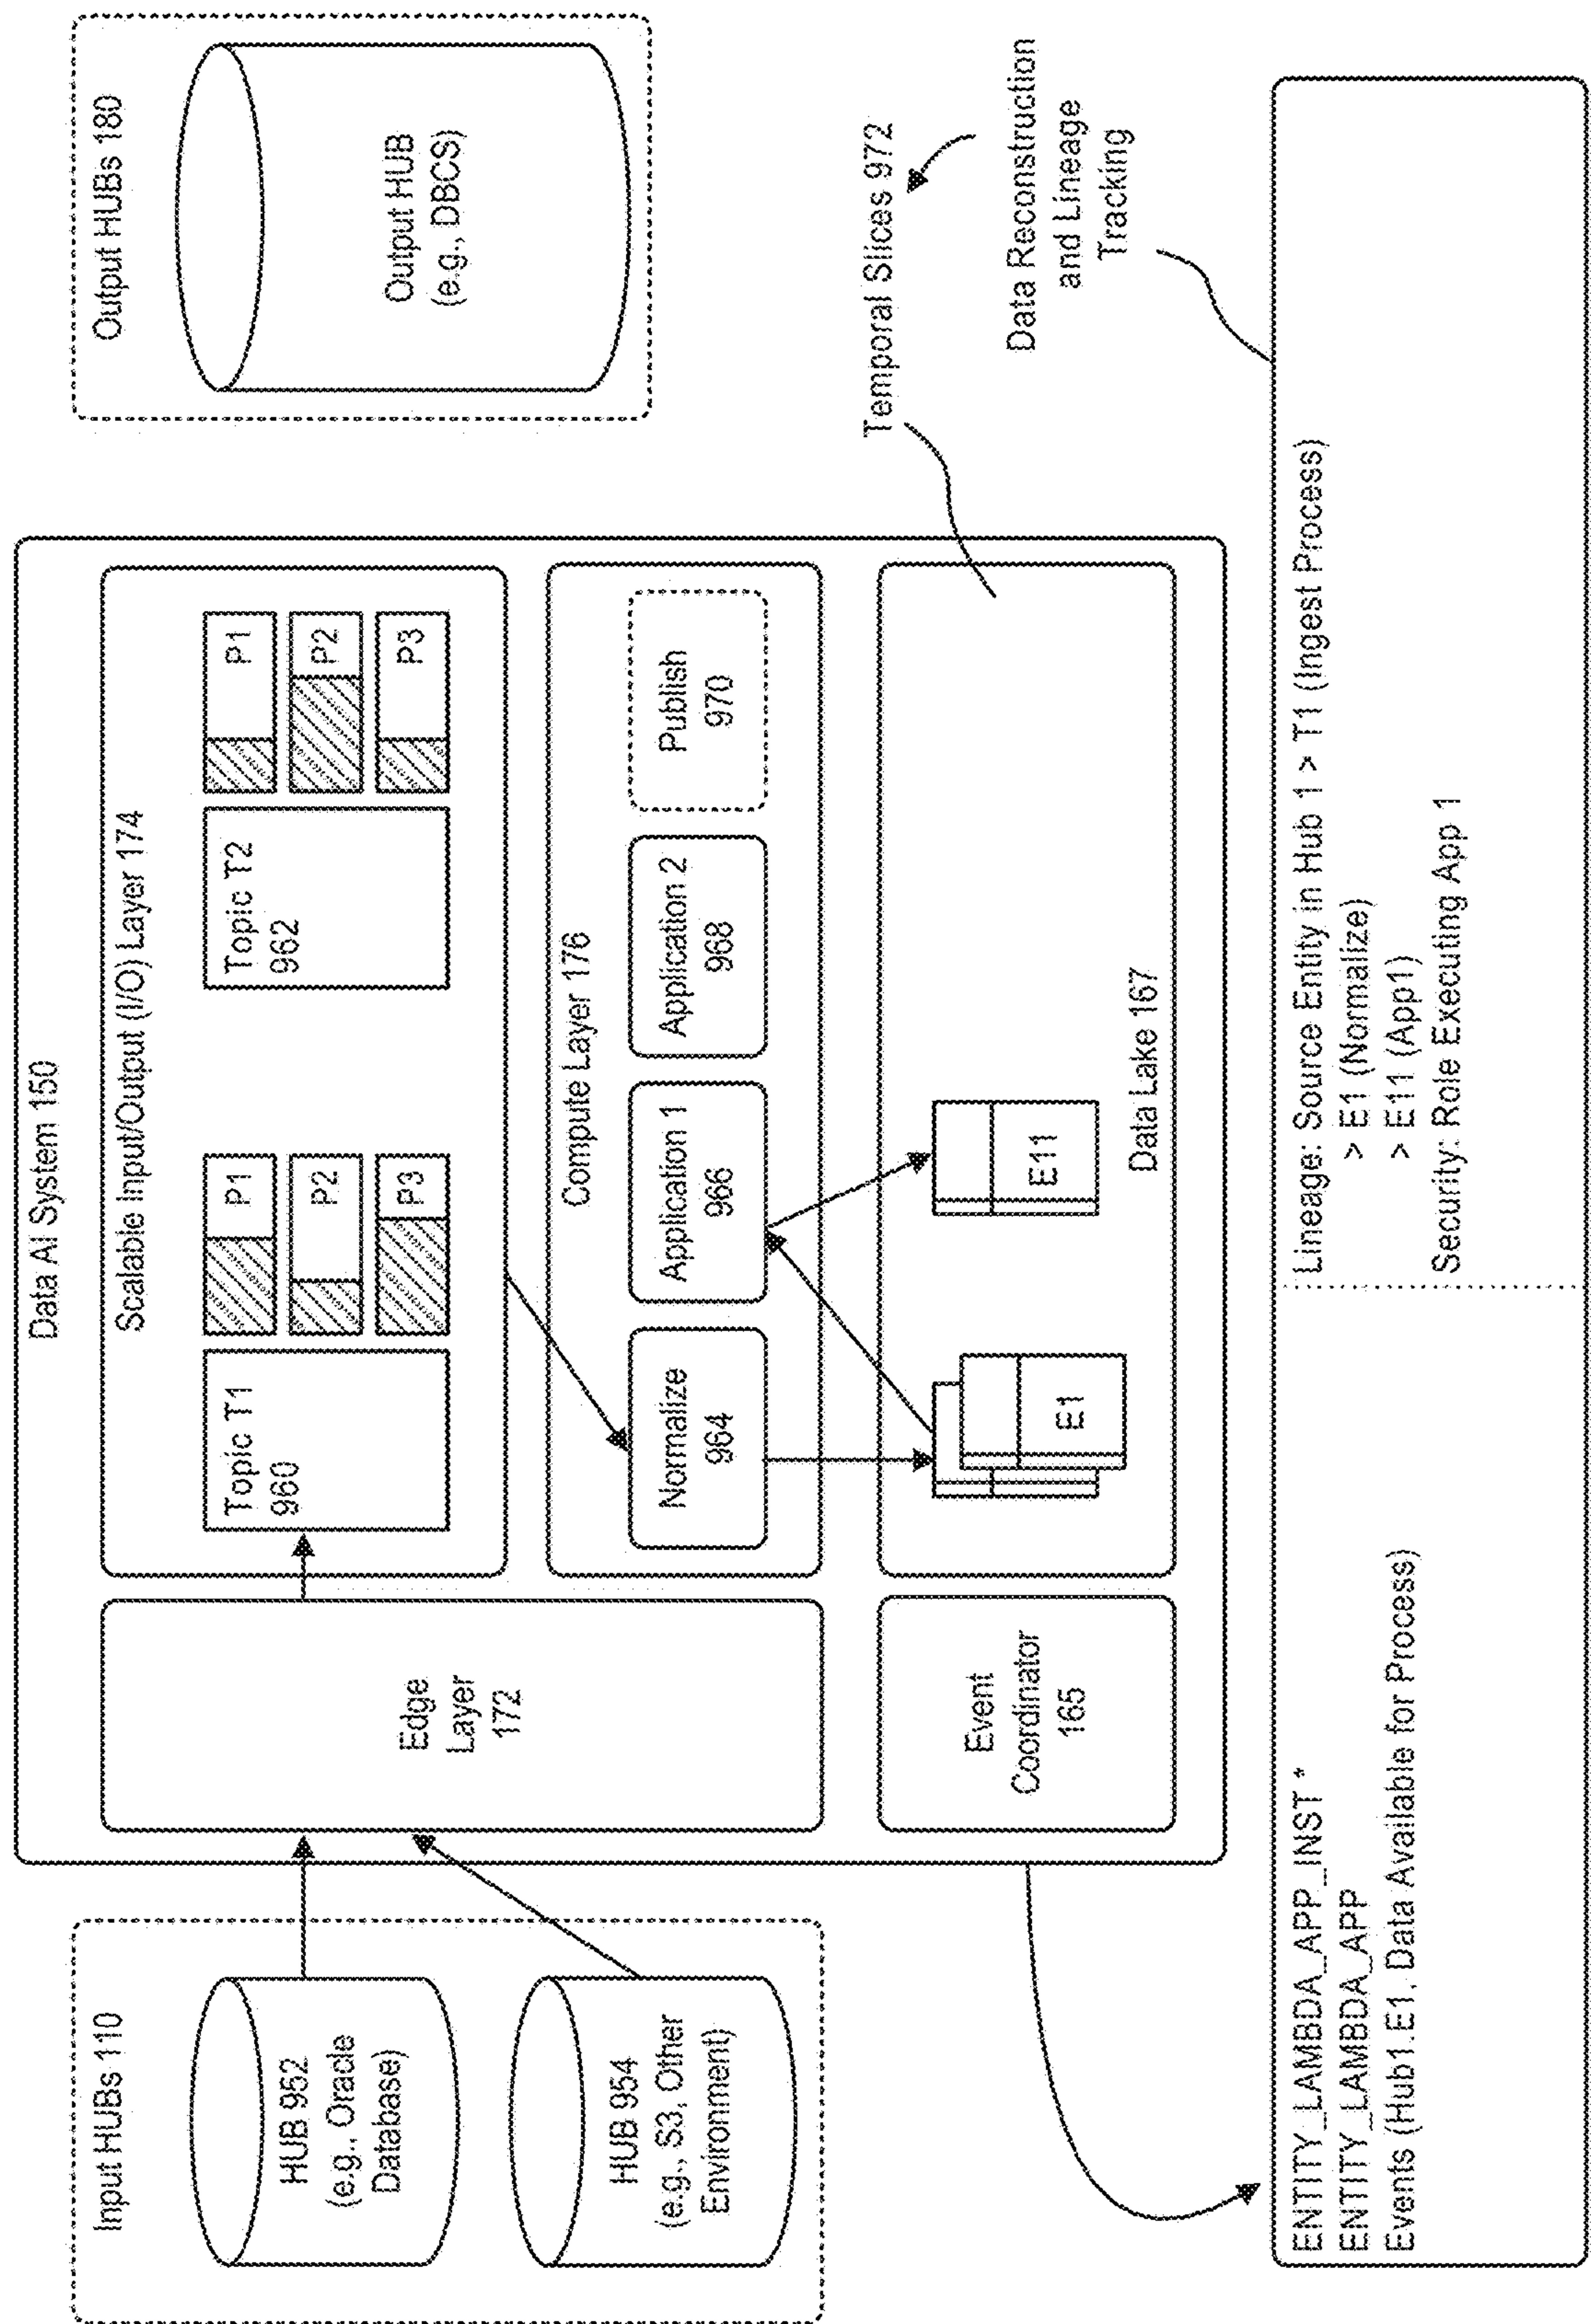 Input HUBs 110
HUB 952
(e.g., Oracle
Database)
HUB 954
(e.g., S3, Other
Environment)
Data AI System 150
Edge
Layer
172
Scalable Input/Output (I/O) Layer 174
Topic T1
960
P1
P2
P3
Topic T2
962
P1
P2
P3
Compute Layer 176
Normalize
964
Application 1
966
Application 2
968
Publish
970
Event
Coordinator
165
E1
E11
Data Lake 167
Output HUBs 180
Output HUB
(e.g., DBCS)
Temporal Slices 972
Data Reconstruction
and Lineage
Tracking
ENTITY_LAMBDA_APP_INST *
ENTITY_LAMBDA_APP
Events (Hub1.E1, Data Available for Process)
Lineage: Source Entity in Hub 1 > T1 (Ingest Process)
> E1 (Normalize)
> E11 (App1)
Security: Role Executing App 1